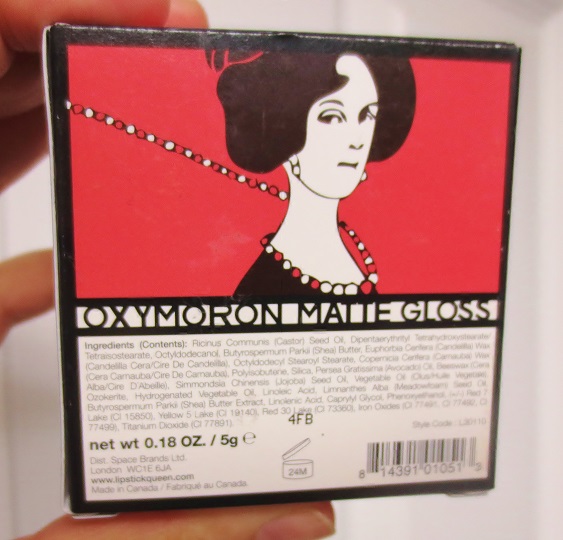 OXYMORON MATTE GLOSS
Ingredients (Contents): Ricinus Communis (Castor) Seed Oil, Dipentaerythrityl Tetrahydroxystearate/
Tetraisostearate, Octyldodecanol, Butyrospermum Parkii (Shea) Butter, Euphorbia Cerifera (Candelilla) Wax
(Candelilla Cera/Cire De Candelilla), Octyldodecyl Stearoyl Stearate, Copernicia Cerifera (Carnauba) Wax
(Cera Carnauba/Cire De Carnauba), Polyisobutene, Silica, Persea Gratissima (Avocado) Oil, Beeswax (Cera
Alba/Cire D'Abeille), Simmondsia Chinensis (Jojoba) Seed Oil, Vegetable Oil (Olus/Huile Vegetale),
Ozokerite, Hydrogenated Vegetable Oil, Linoleic Acid, Limnanthes Alba (Meadowfoam) Seed Oil,
Butyrospermum Parkii (Shea) Butter Extract, Linolenic Acid, Caprylyl Glycol, Phenoxyethanol, (+/-) Red 7
Lake (CI 15850), Yellow 5 Lake (CI 19140), Red 30 Lake (CI 73360), Iron Oxides (CI 77491, CI 77492, CI
77499), Titanium Dioxide (CI 77891).
4FB
Style Code :
net wt 0.18 OZ. / 5g ℮
Dist. Space Brands Ltd.
London WC1E 6JA
www.lipstickqueen.com
Made in Canada / Fabriqué au Canada.
24M
8 14391 01051 3